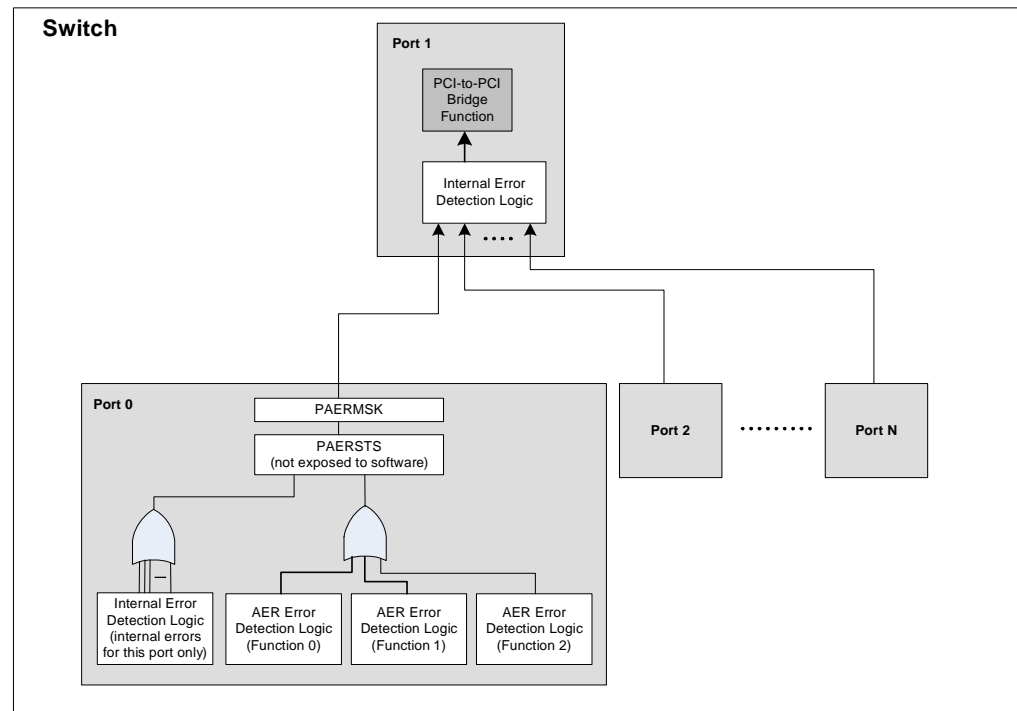 Switch
Port 1
PCI-to-PCI
Bridge
Function
Internal Error
Detection Logic
Port 0
PAERMSK
PAERSTS
(not exposed to software)
Port 2
Port N
Internal Error
Detection Logic
(internal errors
for this port only)
AER Error
Detection Logic
(Function 0)
AER Error
Detection Logic
(Function 1)
AER Error
Detection Logic
(Function 2)